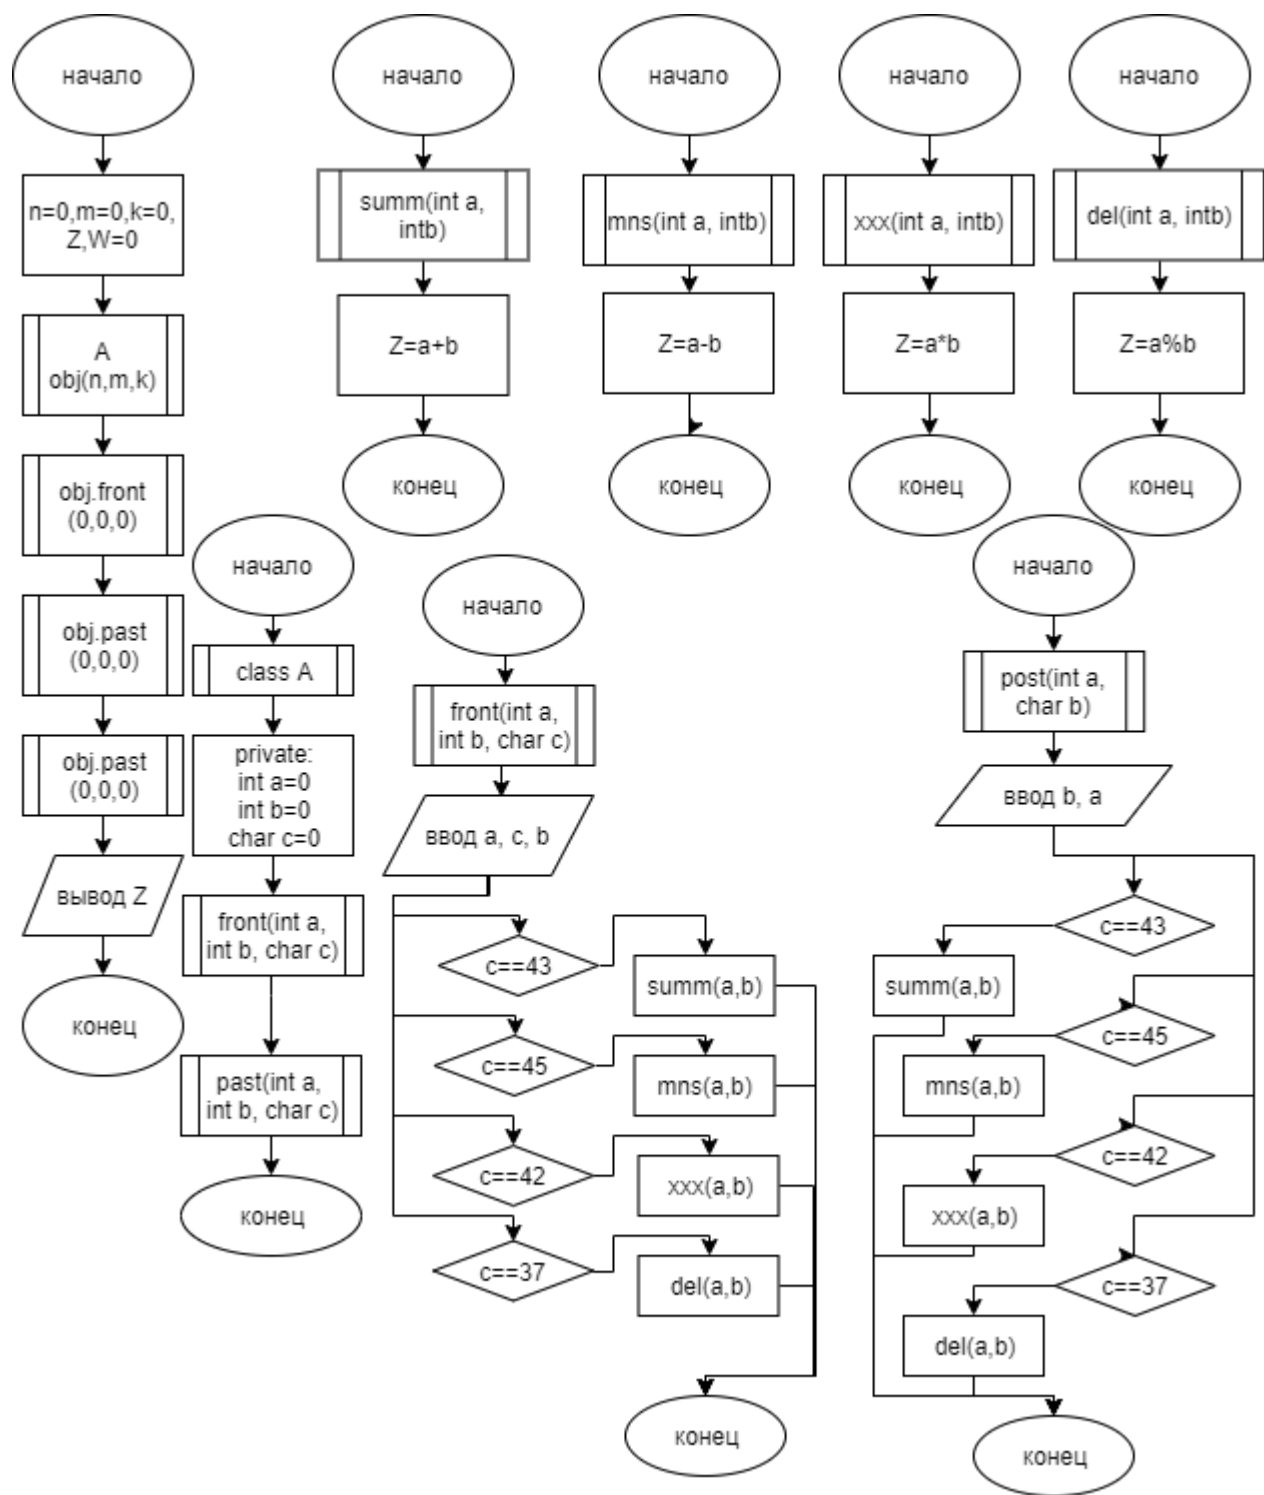 начало
n=0,m=0,k=0,
Z,W=0
A
obj(n,m,k)
obj.front
(0,0,0)
obj.past
(0,0,0)
obj.past
(0,0,0)
вывод Z
конец
начало
class A
private:
int a=0
int b=0
char c=0
front(int a,
int b, char c)
past(int a,
int b, char c)
конец
начало
summ(int a,
intb)
Z=a+b
конец
начало
mns(int a, intb)
Z=a-b
конец
начало
xxx(int a, intb)
Z=a*b
конец
начало
del(int a, intb)
Z=a%b
конец
начало
front(int a,
int b, char c)
ввод a, c, b
c==43
summ(a,b)
c==45
mns(a,b)
c==42
xxx(a,b)
c==37
del(a,b)
конец
начало
post(int a,
char b)
ввод b, a
c==43
summ(a,b)
c==45
mns(a,b)
c==42
xxx(a,b)
c==37
del(a,b)
конец